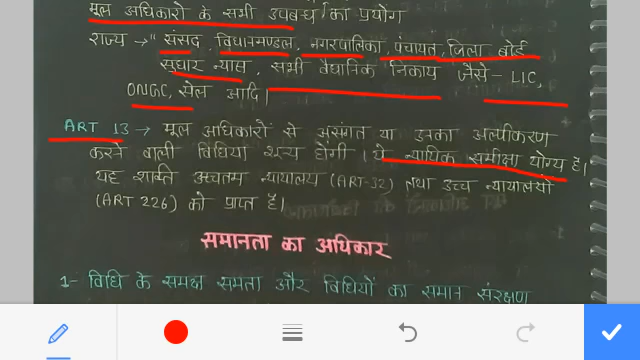 मूल अधिकारो के सभी उपबंध का प्रयोग
राज्य →" संसद, विधानमण्डल, नगरपालिका, पंचायत, जिला बोर्ड
सुधार न्यास, सभी वैधानिक निकाय जैसे - LIC,
ONGC, सेल आदि।
ART 13 → मूल अधिकारों से असंगत या उनका अल्पीकरण
करने वाली विधियां शून्य होंगी। ये न्यायिक समीक्षा योग्य है।
यह शक्ति उच्चतम न्यायालय (ART-32) तथा उच्च न्यायालयो
(ART 226) को प्राप्त है।
समानता का अधिकार
1- विधि के समक्ष समता और विधियों का समान संरक्षण